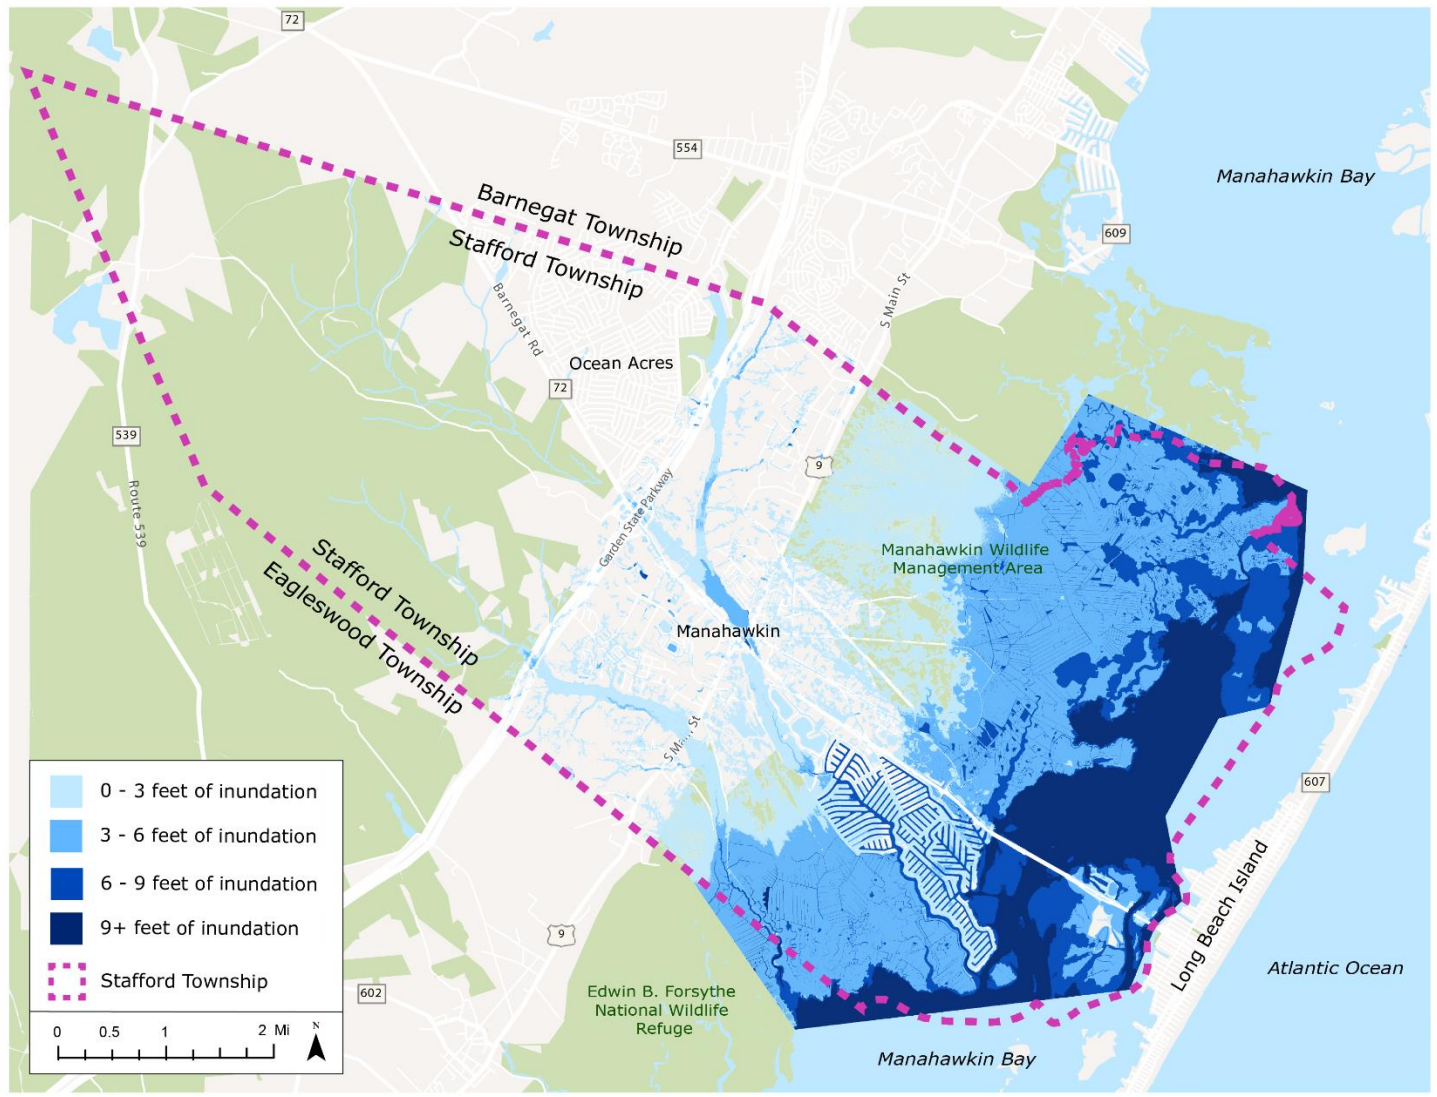 72
554
Manahawkin Bay
Barnegat Township
Stafford Township
609
Barnegat Rd
S Main St
Ocean Acres
72
539
Route 539
9
Garden State Parkway
Manahawkin Wildlife
Management Area
Stafford Township
Eagleswood Township
Manahawkin
607
Long Beach Island
Atlantic Ocean
9
602
Edwin B. Forsythe
National Wildlife
Refuge
Manahawkin Bay
0 - 3 feet of inundation
3 - 6 feet of inundation
6 - 9 feet of inundation
9+ feet of inundation
Stafford Township
0 0.5 1 2 Mi
N